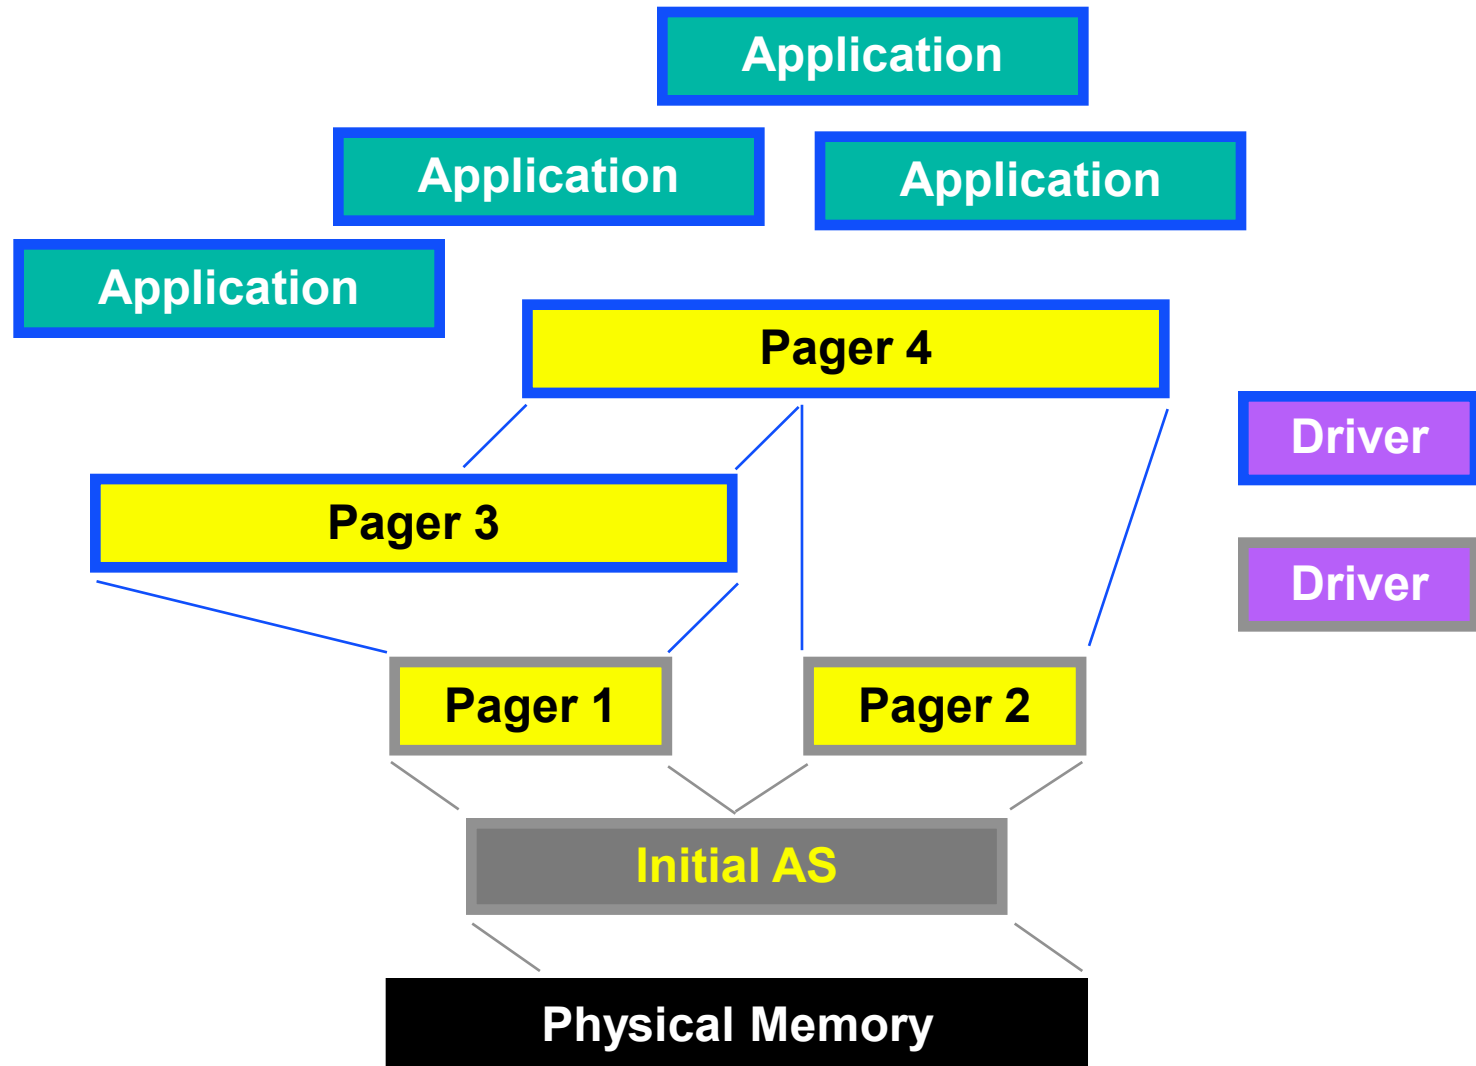 Application
Application
Application
Application
Pager 4
Driver
Pager 3
Driver
Pager 1
Pager 2
Initial AS
Physical Memory